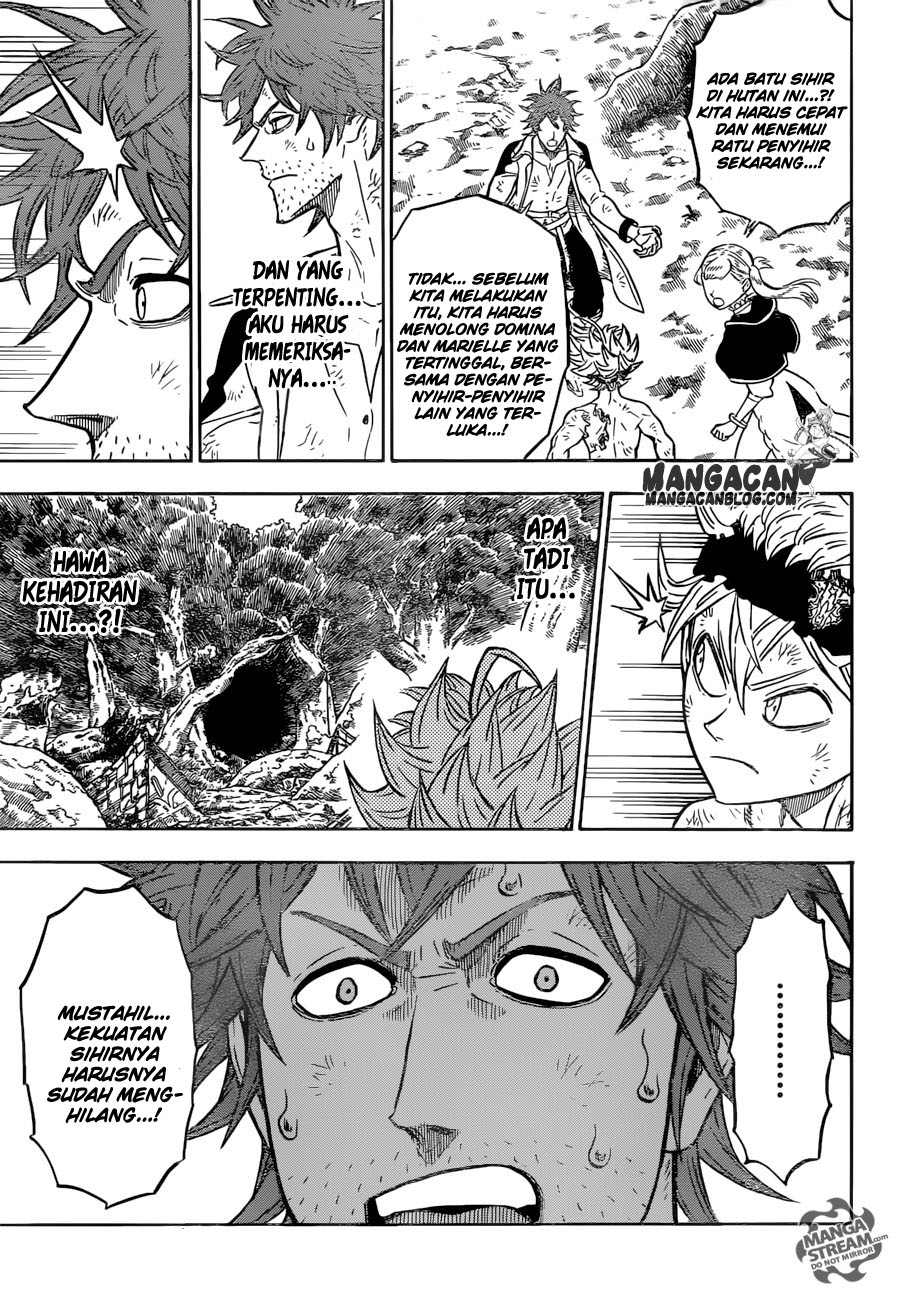 ADA BATU SIHIR
DI HUTAN INI...?!
KITA HARUS CEPAT
DAN MENEMUI
RATU PENYIHIR
SEKARANG...!
TIDAK... SEBELUM
KITA MELAKUKAN
ITU, KITA HARUS
MENOLONG DOMINA
DAN MARIELLE YANG
TERTINGGAL, BER-
SAMA DENGAN PE-
NYIHIR-PENYIHIR
LAIN YANG TER-
LUKA...!
DAN YANG
TERPENTING...
AKU HARUS
MEMERIKSA-
NYA...
MANGACAN
MANGACANBLOG.COM
APA
TADI
ITU...
HAWA
KEHADIRAN
INI...?!
.........
MUSTAHIL...
KEKUATAN
SIHIRNYA
HARUSNYA
SUDAH MENG-
HILANG...!
MANGA
STREAM.com
DO NOT MIRROR